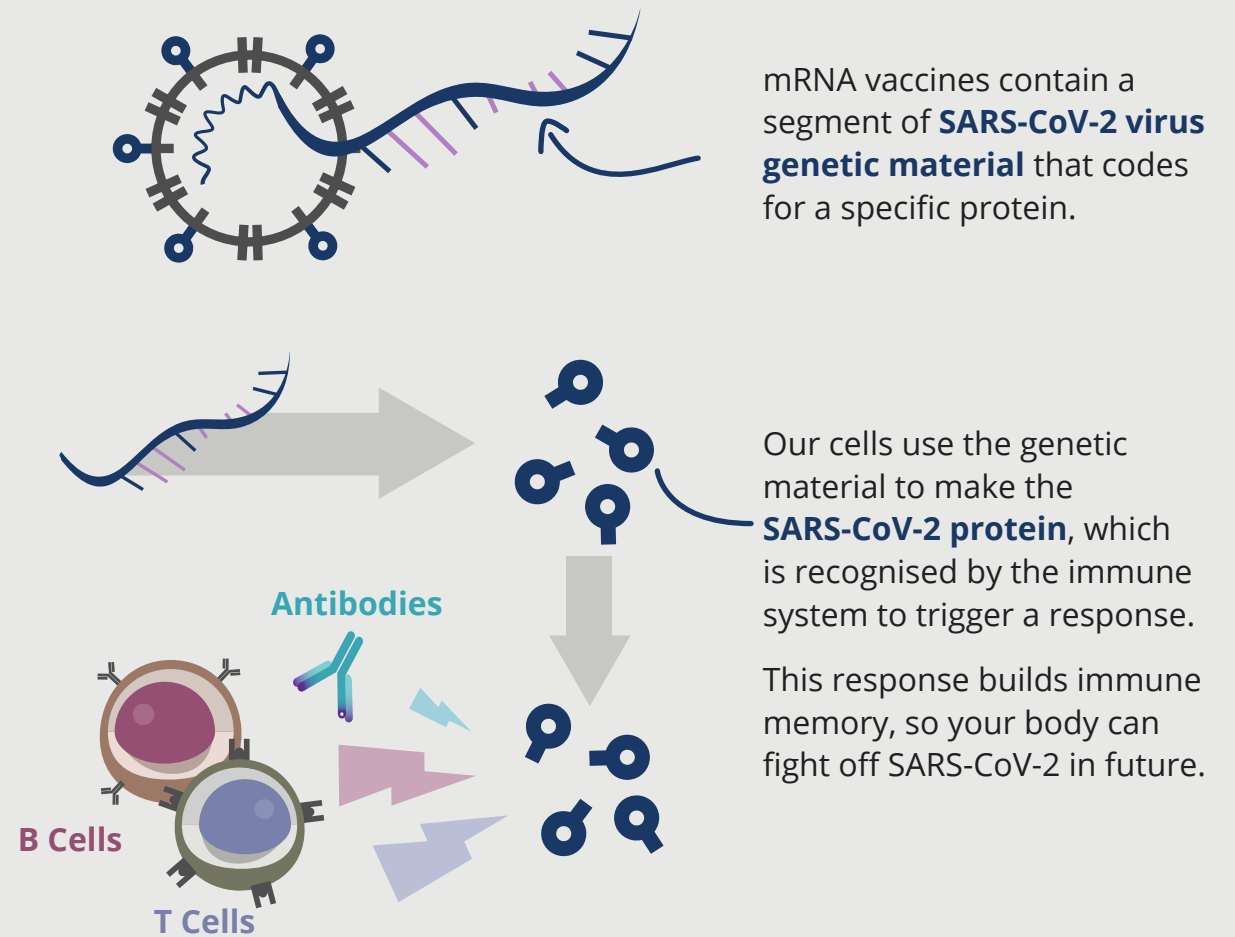 mRNA vaccines contain a
segment of SARS-CoV-2 virus
genetic material that codes
for a specific protein.
Our cells use the genetic
material to make the
SARS-CoV-2 protein, which
is recognised by the immune
system to trigger a response.
This response builds immune
memory, so your body can
fight off SARS-CoV-2 in future.
Antibodies
B Cells
T Cells